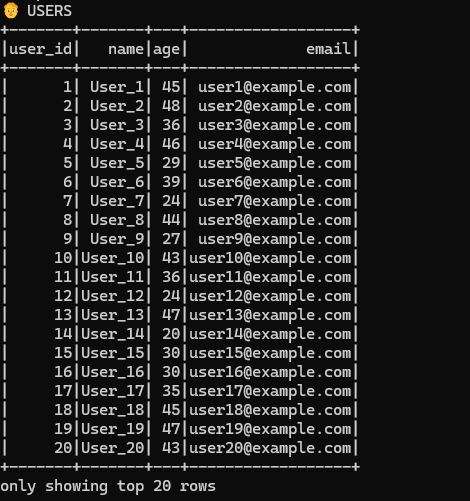 👨 USERS
+-------+-------+---+------------------+
|user_id|   name|age|             email|
+-------+-------+---+------------------+
|      1| User_1| 45| user1@example.com|
|      2| User_2| 48| user2@example.com|
|      3| User_3| 36| user3@example.com|
|      4| User_4| 46| user4@example.com|
|      5| User_5| 29| user5@example.com|
|      6| User_6| 39| user6@example.com|
|      7| User_7| 24| user7@example.com|
|      8| User_8| 44| user8@example.com|
|      9| User_9| 27| user9@example.com|
|     10|User_10| 43|user10@example.com|
|     11|User_11| 36|user11@example.com|
|     12|User_12| 24|user12@example.com|
|     13|User_13| 47|user13@example.com|
|     14|User_14| 20|user14@example.com|
|     15|User_15| 30|user15@example.com|
|     16|User_16| 30|user16@example.com|
|     17|User_17| 35|user17@example.com|
|     18|User_18| 45|user18@example.com|
|     19|User_19| 47|user19@example.com|
|     20|User_20| 43|user20@example.com|
+-------+-------+---+------------------+
only showing top 20 rows